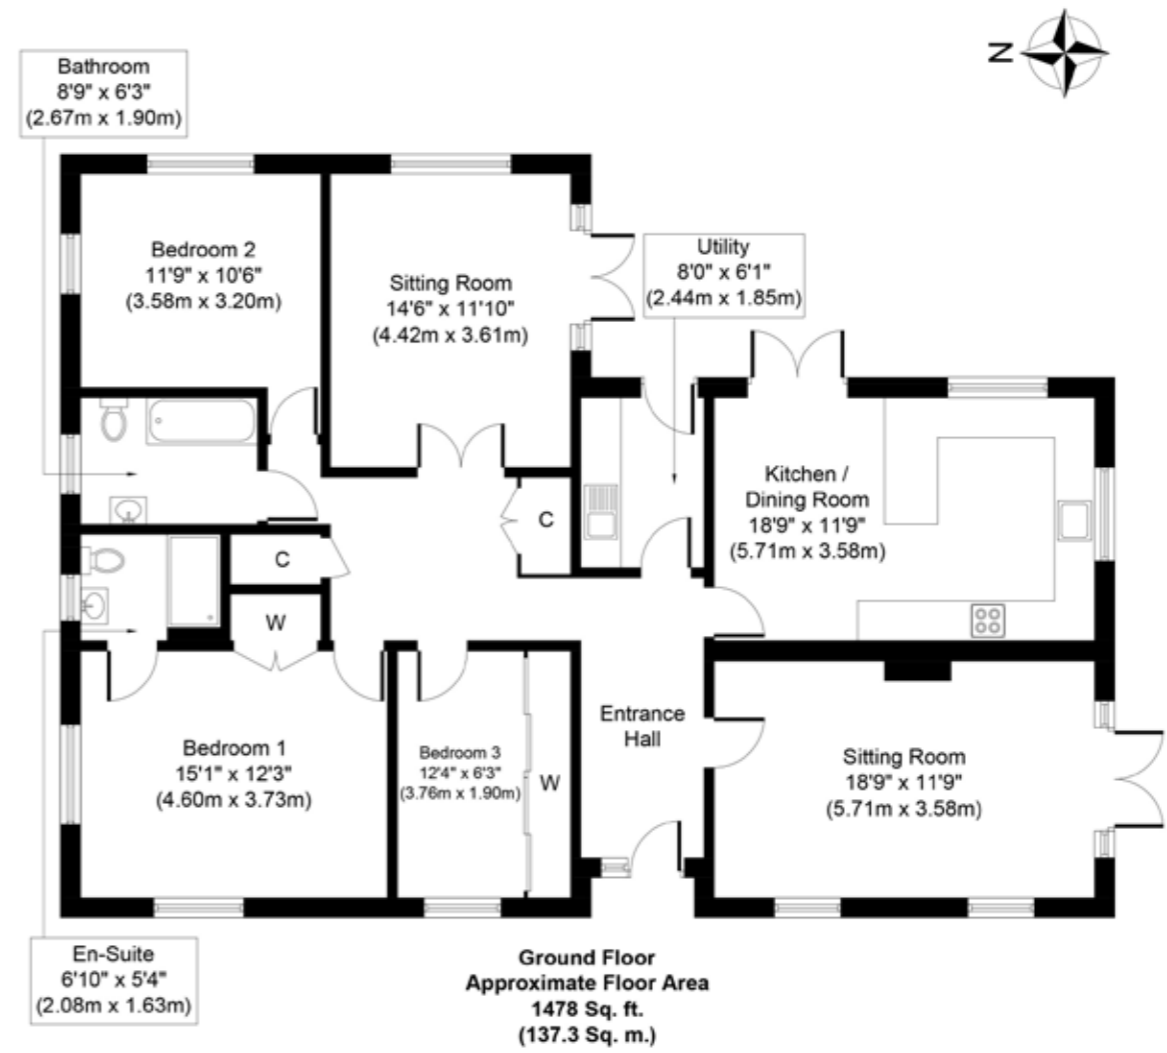 N
Bathroom
8'9" x 6'3"
(2.67m x 1.90m)
Bedroom 2
11'9" x 10'6"
(3.58m x 3.20m)
Sitting Room
14'6" x 11'10"
(4.42m x 3.61m)
Utility
8'0" x 6'1"
(2.44m x 1.85m)
Kitchen /
Dining Room
18'9" x 11'9"
(5.71m x 3.58m)
C
C
W
Entrance
Hall
Bedroom 1
15'1" x 12'3"
(4.60m x 3.73m)
Bedroom 3
12'4" x 6'3"
(3.76m x 1.90m)
W
Sitting Room
18'9" x 11'9"
(5.71m x 3.58m)
En-Suite
6'10" x 5'4"
(2.08m x 1.63m)
Ground Floor
Approximate Floor Area
1478 Sq. ft.
(137.3 Sq. m.)